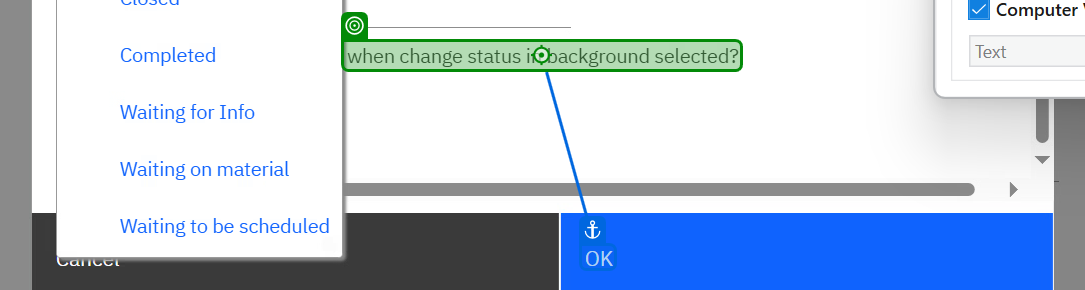 Closed
Computer
when change status in background selected?
Completed
Text
Waiting for Info
Waiting on material
Waiting to be scheduled
Cancel
OK